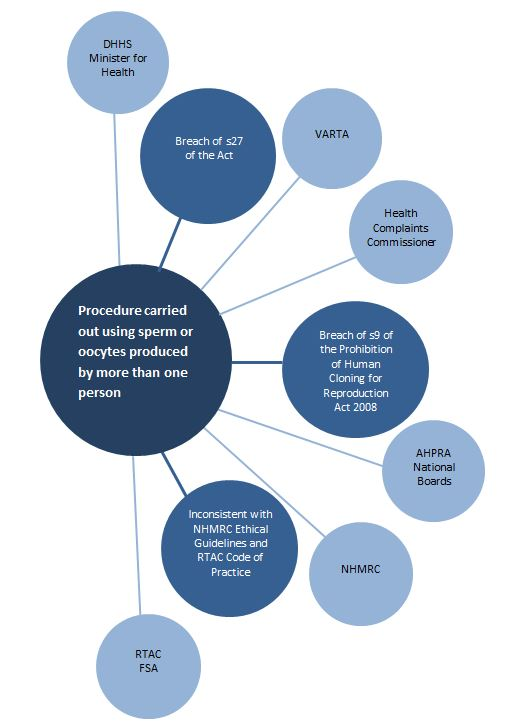 DHHS
Minister for
Health
Breach of s27
of the Act
VARTA
Health
Complaints
Commissioner
Procedure carried
out using sperm or
oocytes produced
by more than one
person
Breach of s9 of
the Prohibition
of Human
Cloning for
Reproduction
Act 2008
AHPRA
National
Boards
Inconsistent with
NHMRC Ethical
Guidelines and
RTAC Code of
Practice
NHMRC
RTAC
FSA